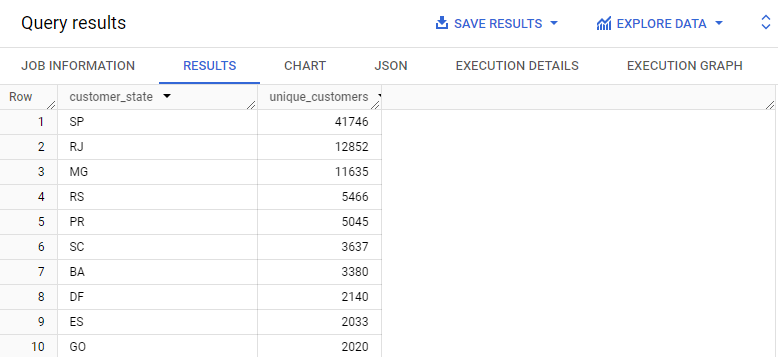 Query results SAVE RESULTS EXPLORE DATA
JOB INFORMATION RESULTS CHART JSON EXECUTION DETAILS EXECUTION GRAPH
Row customer_state unique_customers
1 SP 41746
2 RJ 12852
3 MG 11635
4 RS 5466
5 PR 5045
6 SC 3637
7 BA 3380
8 DF 2140
9 ES 2033
10 GO 2020